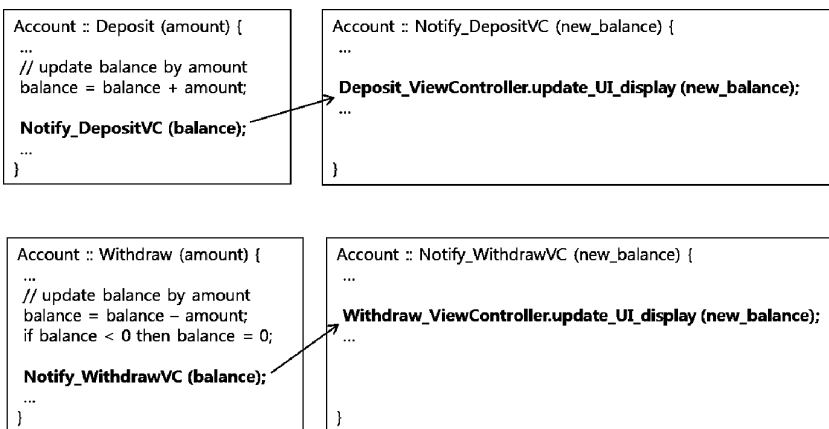 Account :: Deposit (amount) {
...
// update balance by amount
balance = balance + amount;
Notify_DepositVC (balance);
...
}
Account :: Notify_DepositVC (new_balance) {
...
Deposit_ViewController.update_UI_display (new_balance);
...
}
Account :: Withdraw (amount) {
...
// update balance by amount
balance = balance – amount;
if balance < 0 then balance = 0;
Notify_WithdrawVC (balance);
...
}
Account :: Notify_WithdrawVC (new_balance) {
...
Withdraw_ViewController.update_UI_display (new_balance);
...
}